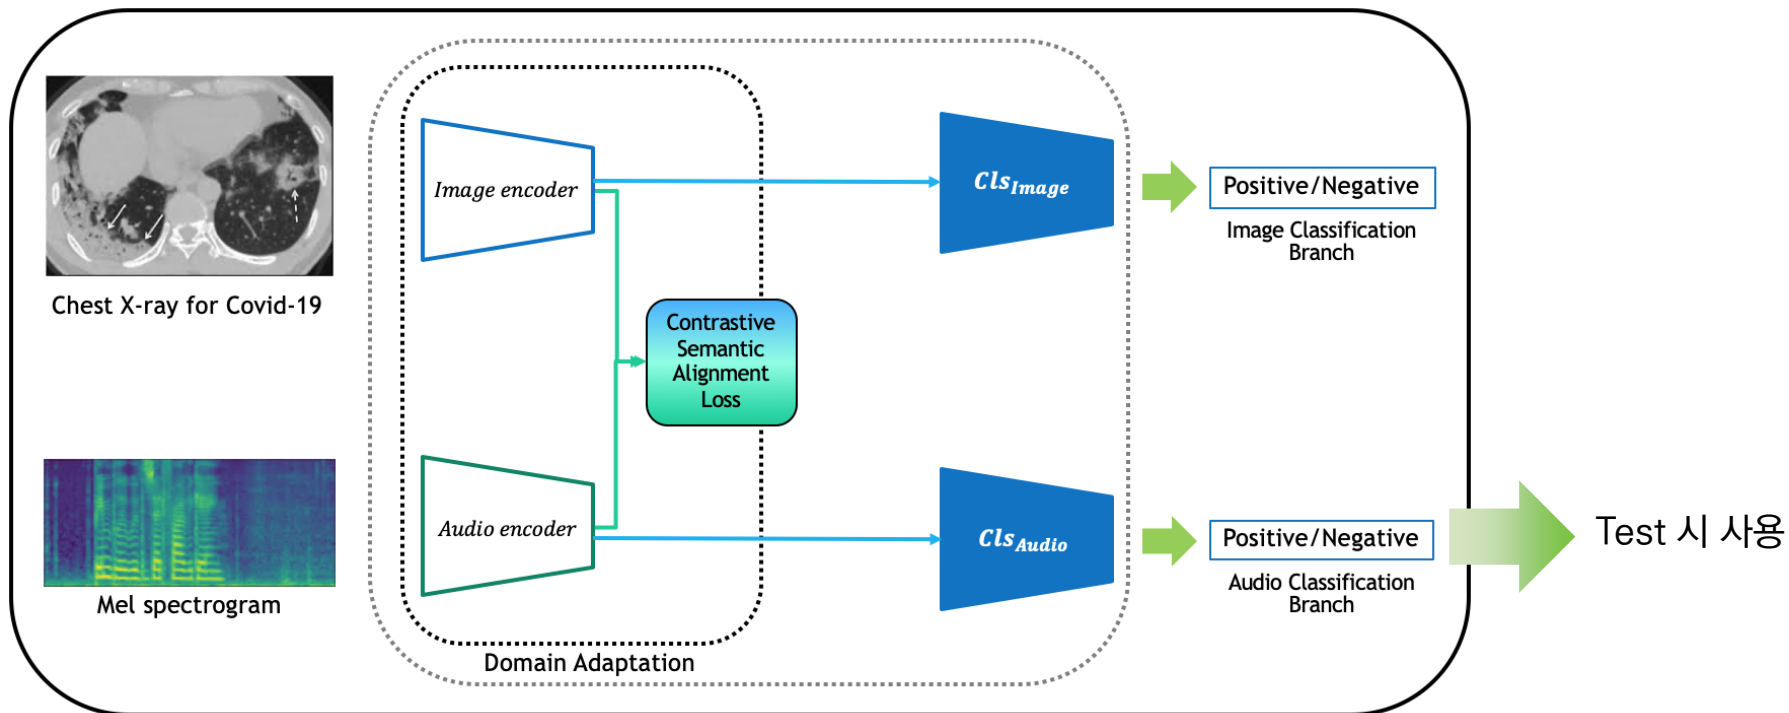 Chest X-ray for Covid-19
Mel spectrogram
Image encoder
Audio encoder
Contrastive
Semantic
Alignment
Loss
Domain Adaptation
Cls_Image
Cls_Audio
Positive/Negative
Image Classification
Branch
Positive/Negative
Audio Classification
Branch
Test 시 사용